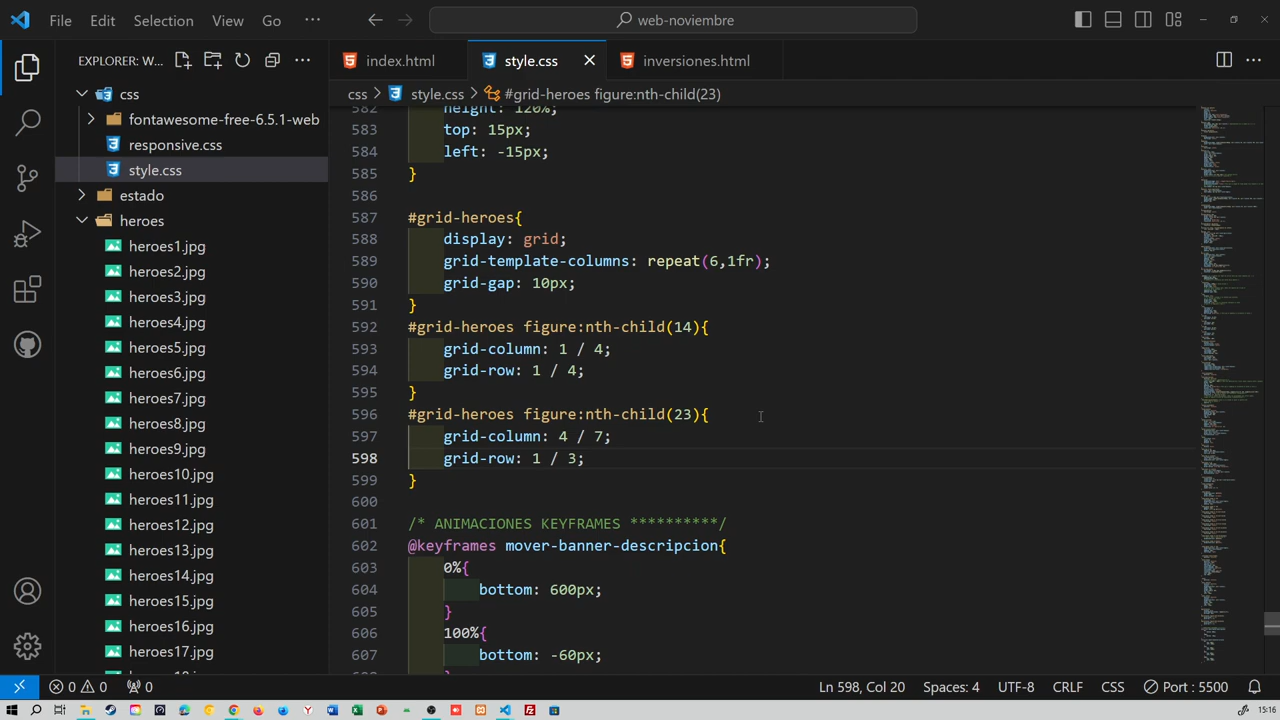 File Edit Selection View Go ··· web-noviembre
EXPLORER: W... ··· index.html style.css inversiones.html ···
css css > style.css > #grid-heroes figure:nth-child(23)
fontawesome-free-6.5.1-web
responsive.css
style.css
estado
heroes
heroes1.jpg
heroes2.jpg
heroes3.jpg
heroes4.jpg
heroes5.jpg
heroes6.jpg
heroes7.jpg
heroes8.jpg
heroes9.jpg
heroes10.jpg
heroes11.jpg
heroes12.jpg
heroes13.jpg
heroes14.jpg
heroes15.jpg
heroes16.jpg
heroes17.jpg
582 height: 120%;
583 top: 15px;
584 left: -15px;
585 }
586
587 #grid-heroes{
588 display: grid;
589 grid-template-columns: repeat(6,1fr);
590 grid-gap: 10px;
591 }
592 #grid-heroes figure:nth-child(14){
593 grid-column: 1 / 4;
594 grid-row: 1 / 4;
595 }
596 #grid-heroes figure:nth-child(23){
597 grid-column: 4 / 7;
598 grid-row: 1 / 3;
599 }
600
601 /* ANIMACIONES KEYFRAMES *********/
602 @keyframes mover-banner-descripcion{
603 0%{
604 bottom: 600px;
605 }
606 100%{
607 bottom: -60px;
608 }
0 0 0 Ln 598, Col 20 Spaces: 4 UTF-8 CRLF CSS Port : 5500
15:16